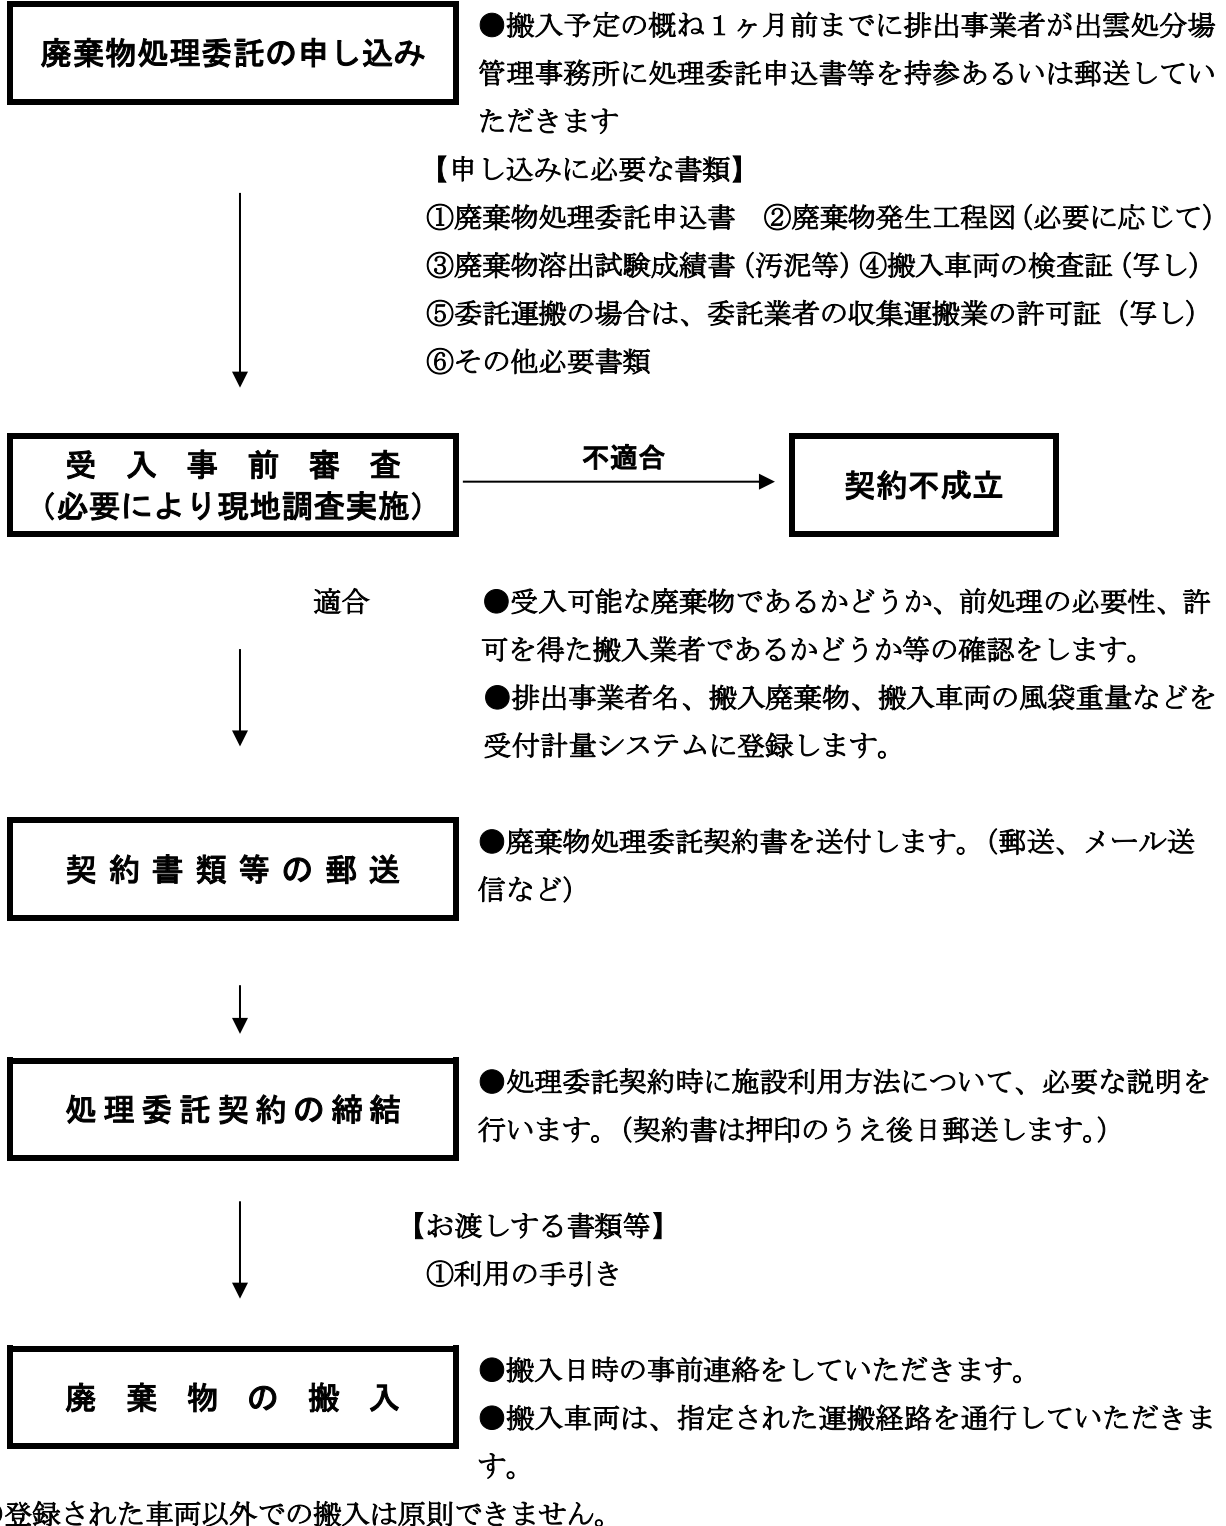 廃棄物処理委託の申し込み
●搬入予定の概ね１ヶ月前までに排出事業者が出雲処分場
管理事務所に処理委託申込書等を持参あるいは郵送してい
ただきます
【申し込みに必要な書類】
①廃棄物処理委託申込書　②廃棄物発生工程図（必要に応じて）
③廃棄物溶出試験成績書（汚泥等）④搬入車両の検査証（写し）
⑤委託運搬の場合は、委託業者の収集運搬業の許可証（写し）
⑥その他必要書類
受入事前審査
（必要により現地調査実施）
不適合
契約不成立
適合
●受入可能な廃棄物であるかどうか、前処理の必要性、許
可を得た搬入業者であるかどうか等の確認をします。
●排出事業者名、搬入廃棄物、搬入車両の風袋重量などを
受付計量システムに登録します。
契約書類等の郵送
●廃棄物処理委託契約書を送付します。（郵送、メール送
信など）
処理委託契約の締結
●処理委託契約時に施設利用方法について、必要な説明を
行います。（契約書は押印のうえ後日郵送します。）
【お渡しする書類等】
①利用の手引き
廃棄物の搬入
●搬入日時の事前連絡をしていただきます。
●搬入車両は、指定された運搬経路を通行していただきま
す。
登録された車両以外での搬入は原則できません。